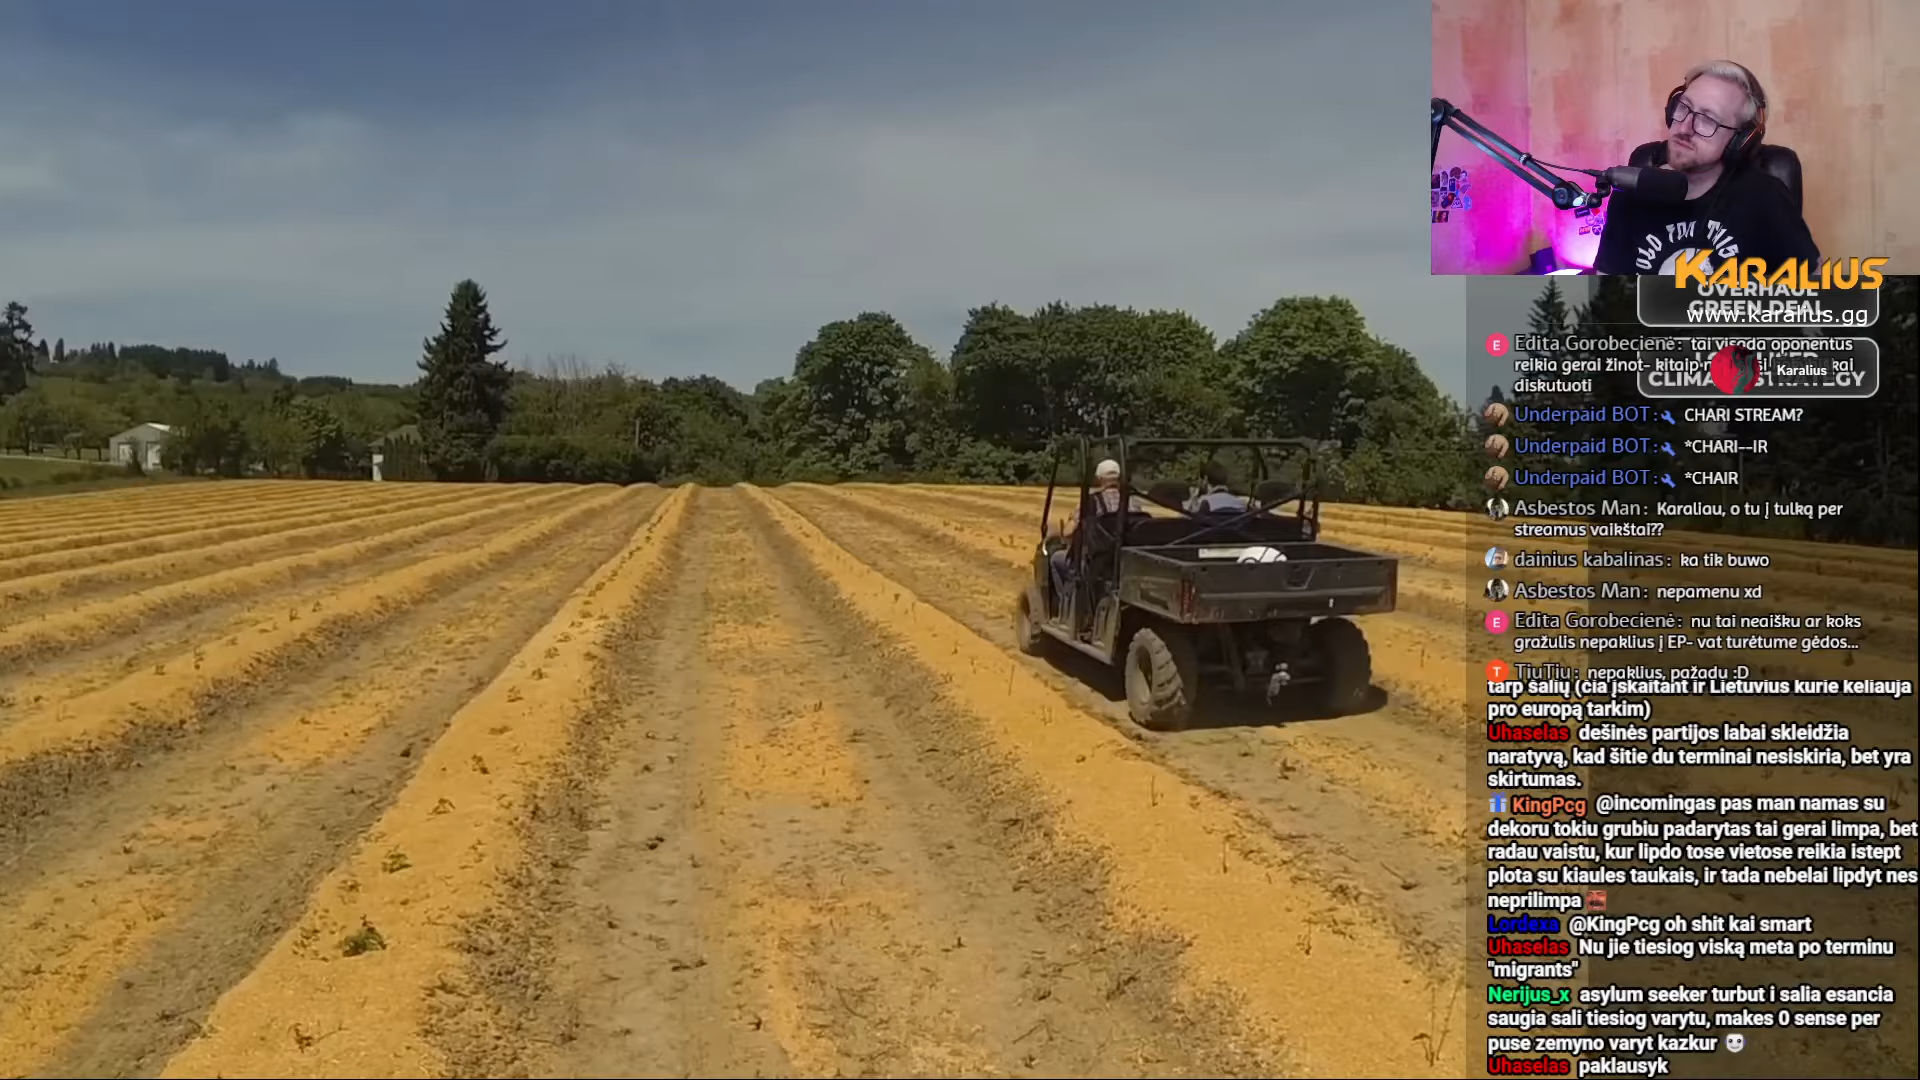 KARALIUS
OVERHAUL
GREEN DEAL
www.karalius.gg
Edita Gorobecienė: tai visada oponentus
reikia gerai žinot- kitaip
diskutuoti
Karalius
CLIMATE STRATEGY
Underpaid BOT: CHARI STREAM?
Underpaid BOT: *CHARI--IR
Underpaid BOT: *CHAIR
Asbestos Man: Karaliau, o tu į tulką per
streamus vaikštai??
dainius kabalinas: ka tik buwo
Asbestos Man: nepamenu xd
Edita Gorobecienė: nu tai neaišku ar koks
gražulis nepaklius į EP- vat turėtume gėdos...
TiuTiu: nepaklius, pažadu :D
tarp šalių (čia įskaitant ir Lietuvius kurie keliauja
pro europą tarkim)
Uhaselas dešinės partijos labai skleidžia
naratyvą, kad šitie du terminai nesiskiria, bet yra
skirtumas.
KingPcg @incomingas pas man namas su
dekoru tokiu grubiu padarytas tai gerai limpa, bet
radau vaistu, kur lipdo tose vietose reikia istept
plota su kiaules taukais, ir tada nebelai lipdyt nes
neprilimpa
Lordexa @KingPcg oh shit kai smart
Uhaselas Nu jie tiesiog viską meta po terminu
"migrants"
Nerijus_x asylum seeker turbut i salia esancia
saugia sali tiesiog varytu, makes 0 sense per
puse zemyno varyt kazkur
Uhaselas paklausyk